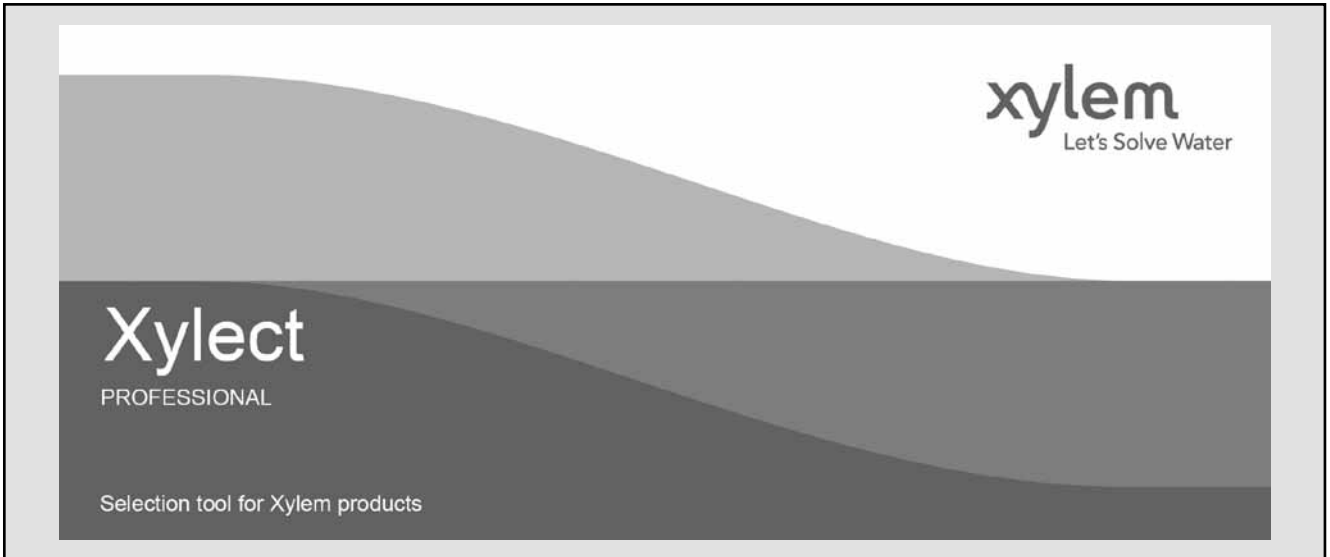 xylem
Let's Solve Water
Xylect
PROFESSIONAL
Selection tool for Xylem products